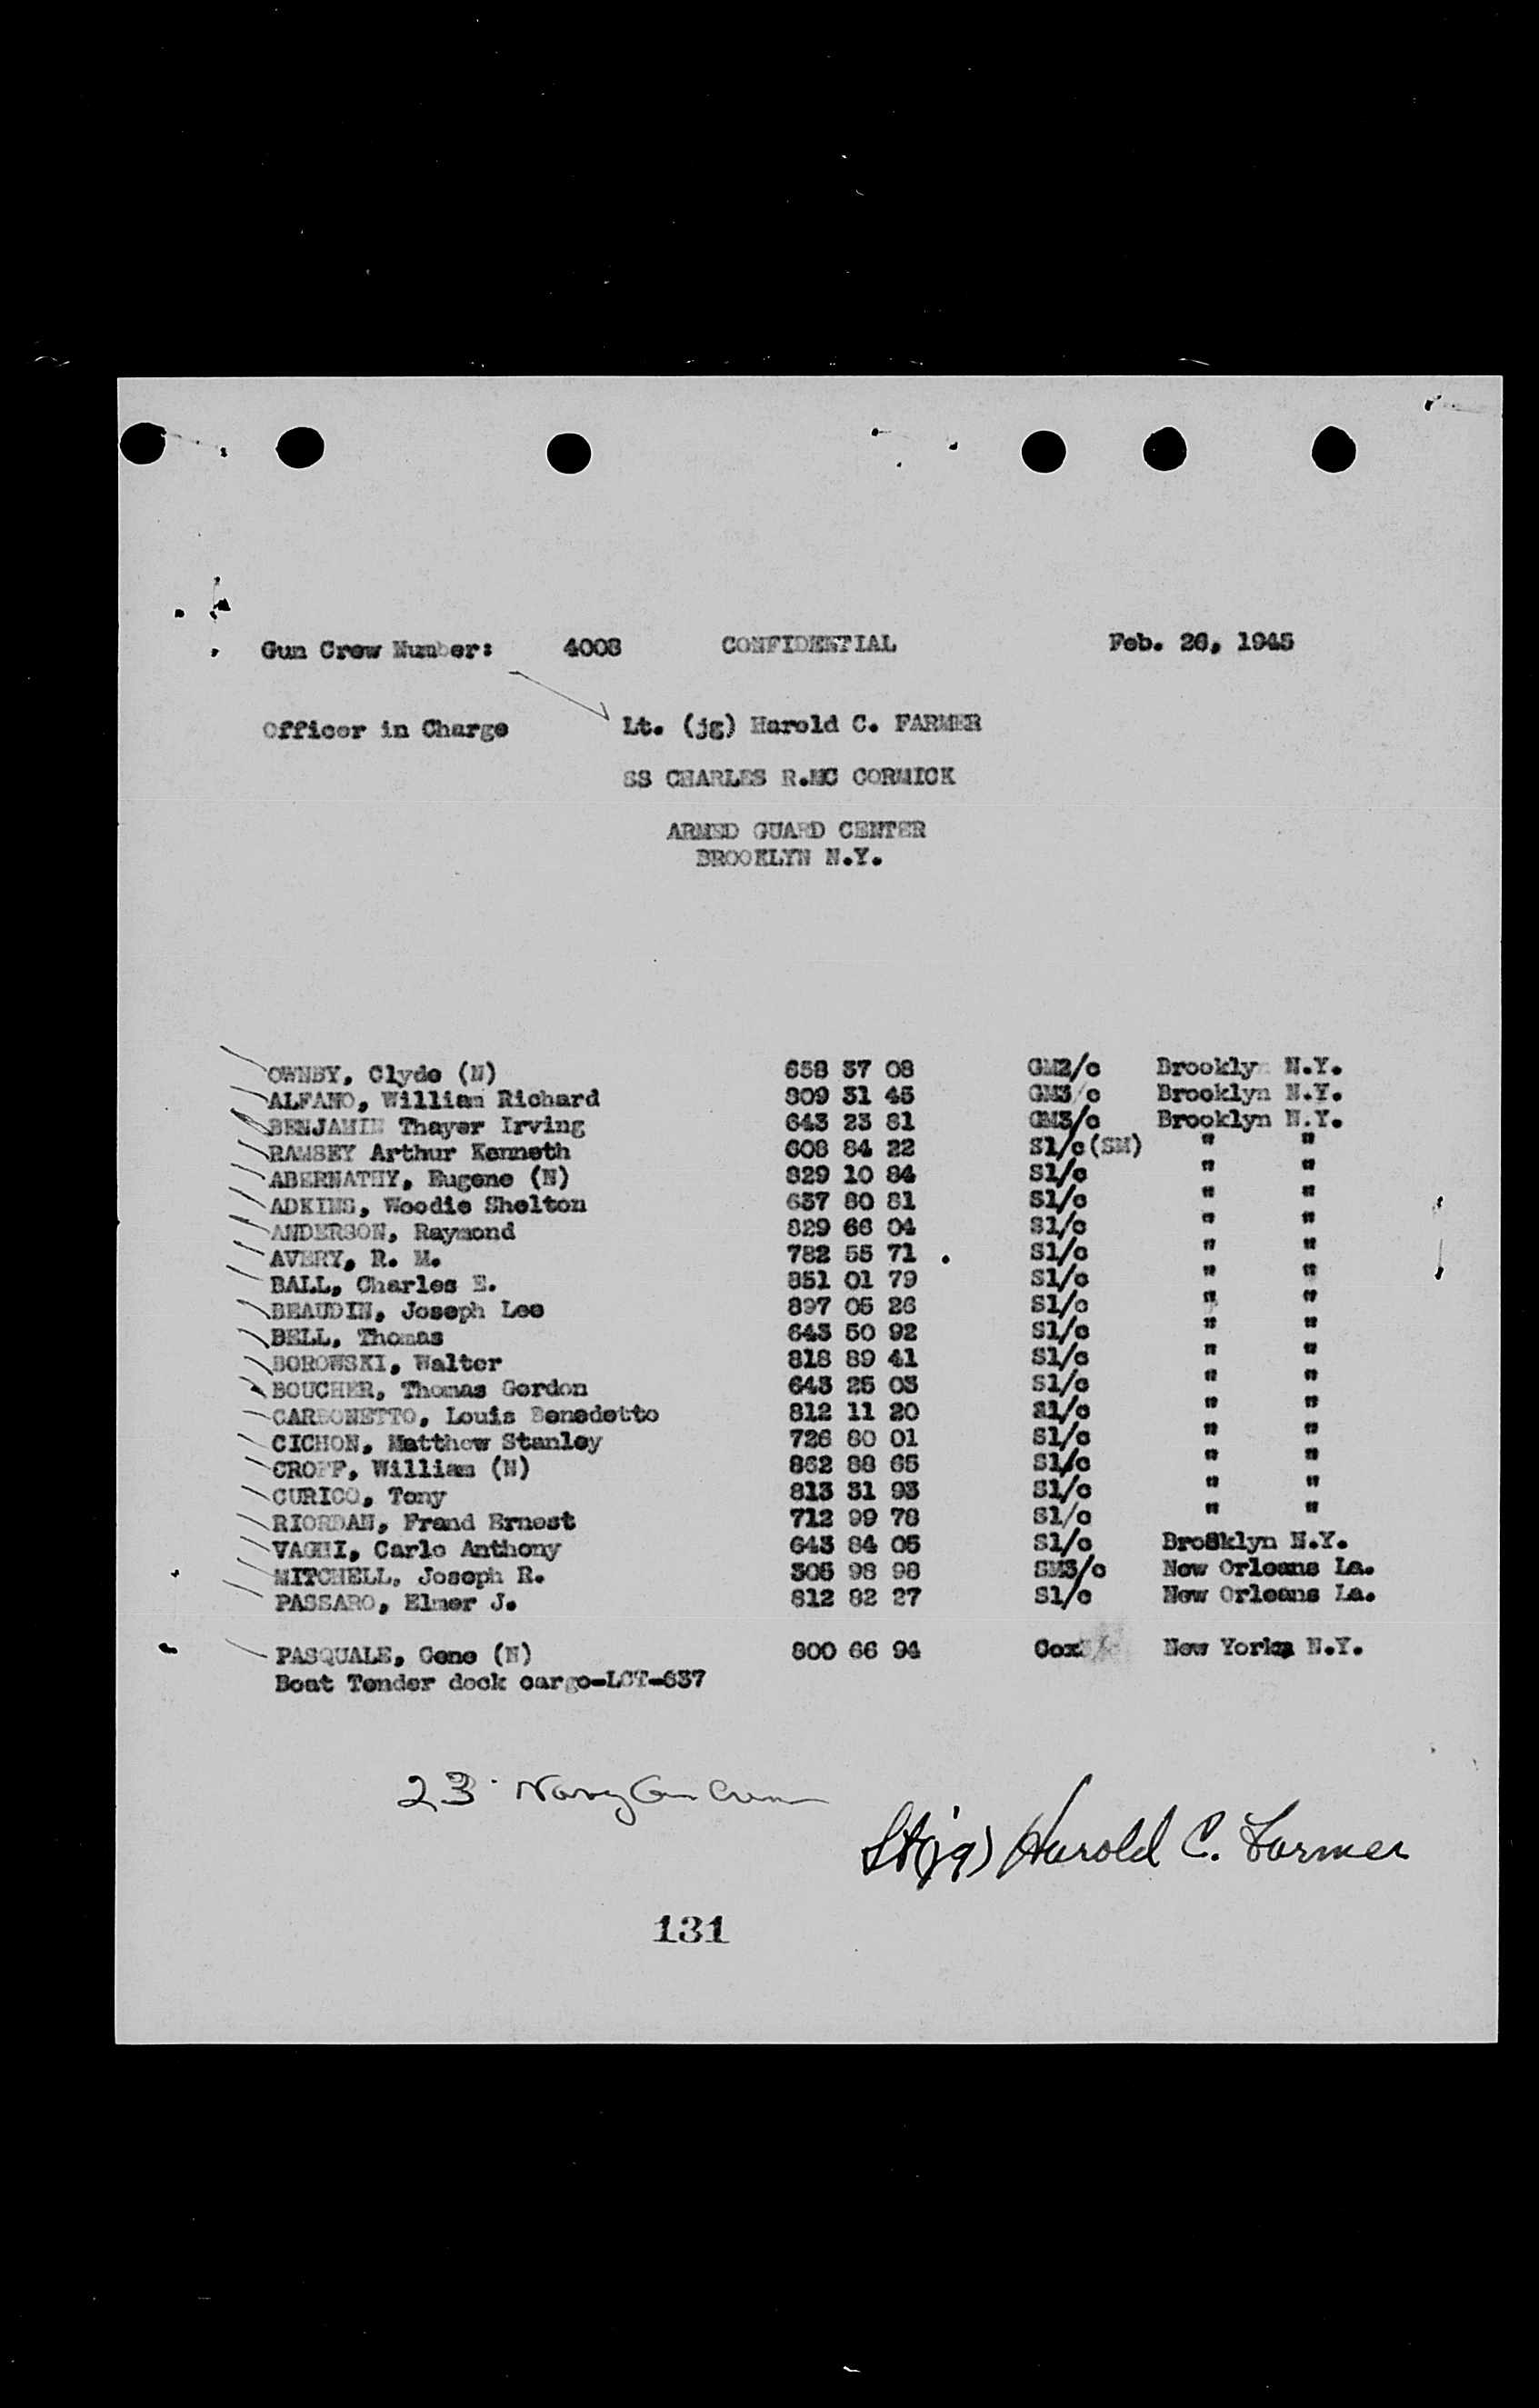 Gun Crew Number: 4008 CONFIDENTIAL Feb. 26, 1945
Officer in Charge Lt. (jg) Harold C. FARMER
SS CHARLES R.MC CORMICK
ARMED GUARD CENTER
BROOKLYN N.Y.
OWNBY, Clyde (N) 658 37 08 GM2/c Brooklyn N.Y.
ALFANO, William Richard 809 31 45 GM3/c Brooklyn N.Y.
BENJAMIN Thayer Irving 643 23 81 GM3/c Brooklyn N.Y.
RAMSEY Arthur Kenneth 608 84 22 S1/c(SM) " "
ABERNATHY, Eugene (N) 829 10 84 S1/c " "
ADKINS, Woodie Shelton 637 80 81 S1/c " "
ANDERSON, Raymond 829 66 04 S1/c " "
AVERY, R. M. 782 55 71 . S1/c " "
BALL, Charles E. 851 01 79 S1/c " "
BEAUDIN, Joseph Lee 897 05 26 S1/c " "
BELL, Thomas 643 50 92 S1/c " "
BOROWSKI, Walter 818 89 41 S1/c " "
BOUCHER, Thomas Gordon 643 25 03 S1/c " "
CARBONETTO, Louis Benedetto 812 11 20 S1/c " "
CICHON, Matthew Stanley 726 80 01 S1/c " "
CROFF, William (N) 862 88 65 S1/c " "
CURICO, Tony 813 31 93 S1/c " "
RIORDAN, Frand Ernest 712 99 78 S1/c " "
VAGHI, Carlo Anthony 643 84 05 S1/c Brooklyn N.Y.
MITCHELL, Joseph R. 305 98 98 SM3/c New Orleans La.
PASSARO, Elmer J. 812 82 27 S1/c New Orleans La.
PASQUALE, Gene (N) 800 66 94 Cox New York, N.Y.
Boat Tender deck cargo-LCT-637
23 Navy Gun Crew
Lt(jg) Harold C. Farmer
131